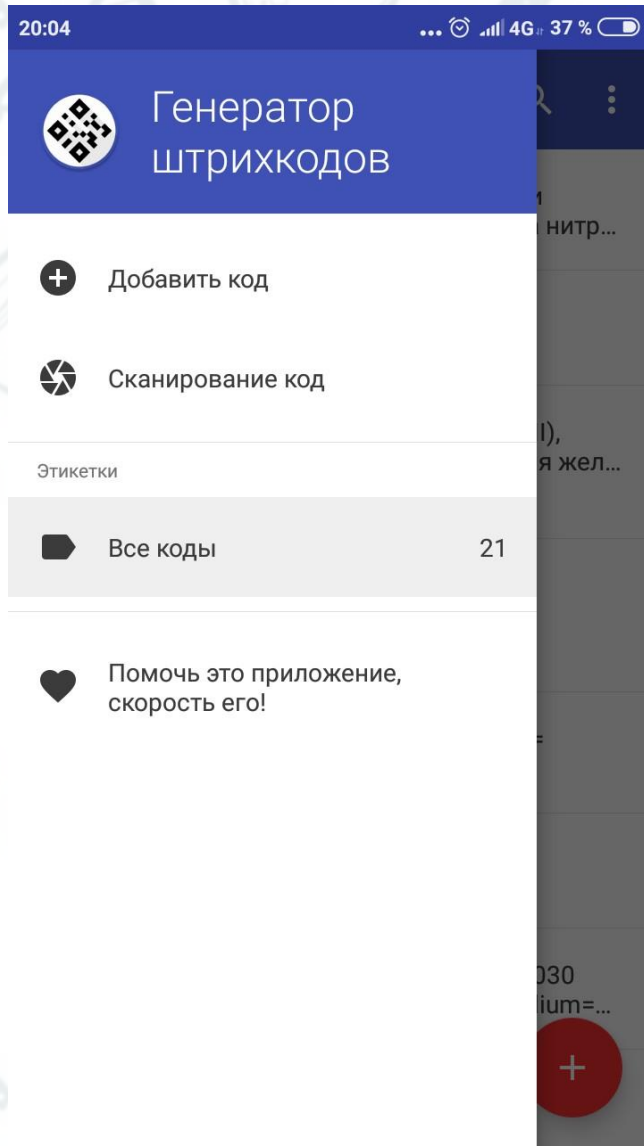 20:04
4G 37 %
Генератор
штрихкодов
нитр...
Добавить код
Сканирование код
I),
я жел...
Этикетки
Все коды 21
Помочь это приложение,
скорость его!
=
030
ium=...